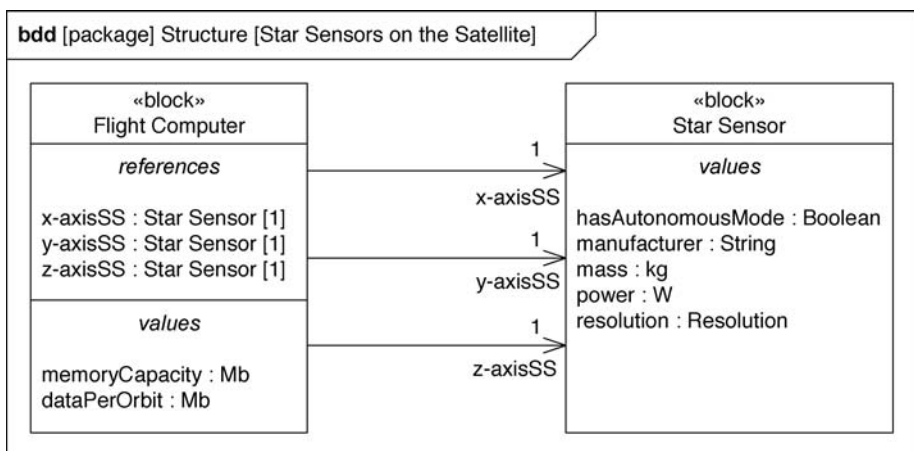 bdd [package] Structure [Star Sensors on the Satellite]
«block»
Flight Computer
references
x-axisSS : Star Sensor [1]
y-axisSS : Star Sensor [1]
z-axisSS : Star Sensor [1]
values
memoryCapacity : Mb
dataPerOrbit : Mb
1
x-axisSS
1
y-axisSS
1
z-axisSS
«block»
Star Sensor
values
hasAutonomousMode : Boolean
manufacturer : String
mass : kg
power : W
resolution : Resolution